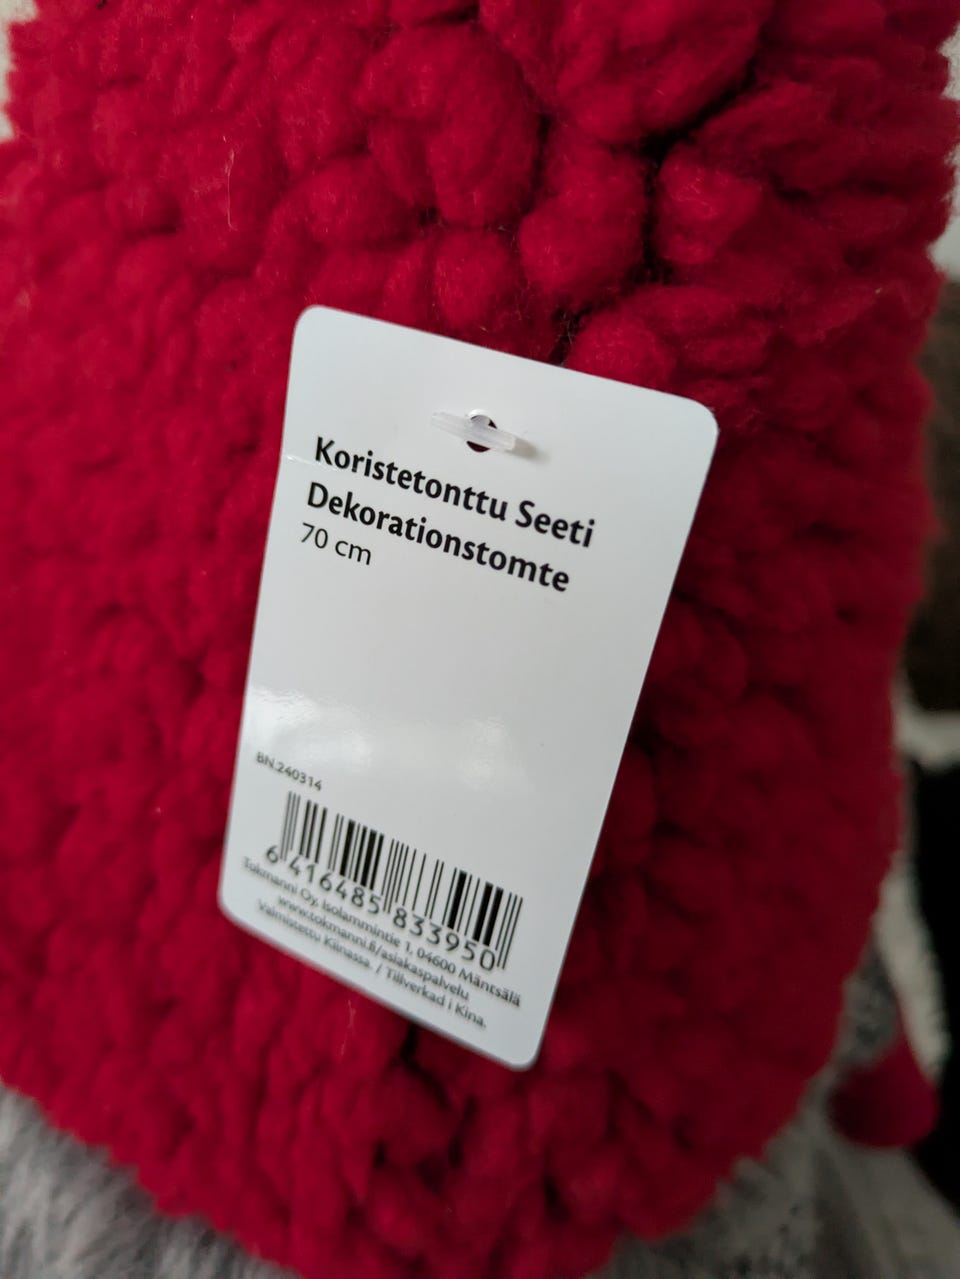 Koristetonttu Seeti
Dekorationstomte
70 cm
BN.240314
6 416485 833950
Tokmanni Oy, Isolammintie 1, 04600 Mäntsälä
www.tokmanni.fi/asiakaspalvelu
Valmistettu Kiinassa. / Tillverkad i Kina.